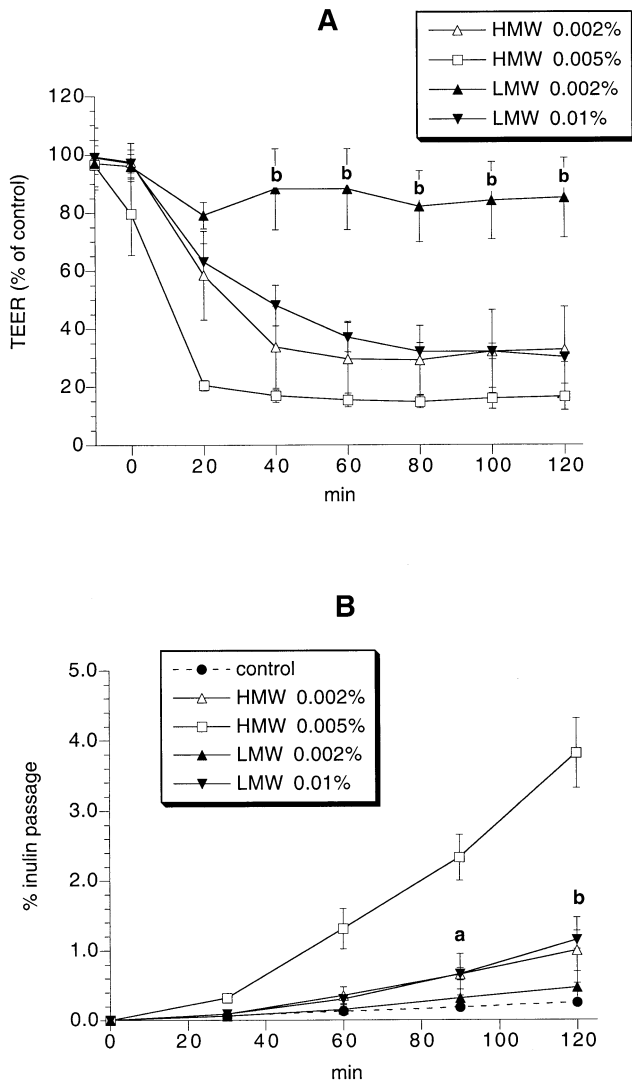 A
HMW 0.002%
HMW 0.005%
LMW 0.002%
LMW 0.01%
TEER (% of control)
120
100
80
60
40
20
0
b b b b b
0 20 40 60 80 100 120
min
B
control
HMW 0.002%
HMW 0.005%
LMW 0.002%
LMW 0.01%
% inulin passage
5.0
4.0
3.0
2.0
1.0
0.0
a
b
0 20 40 60 80 100 120
min